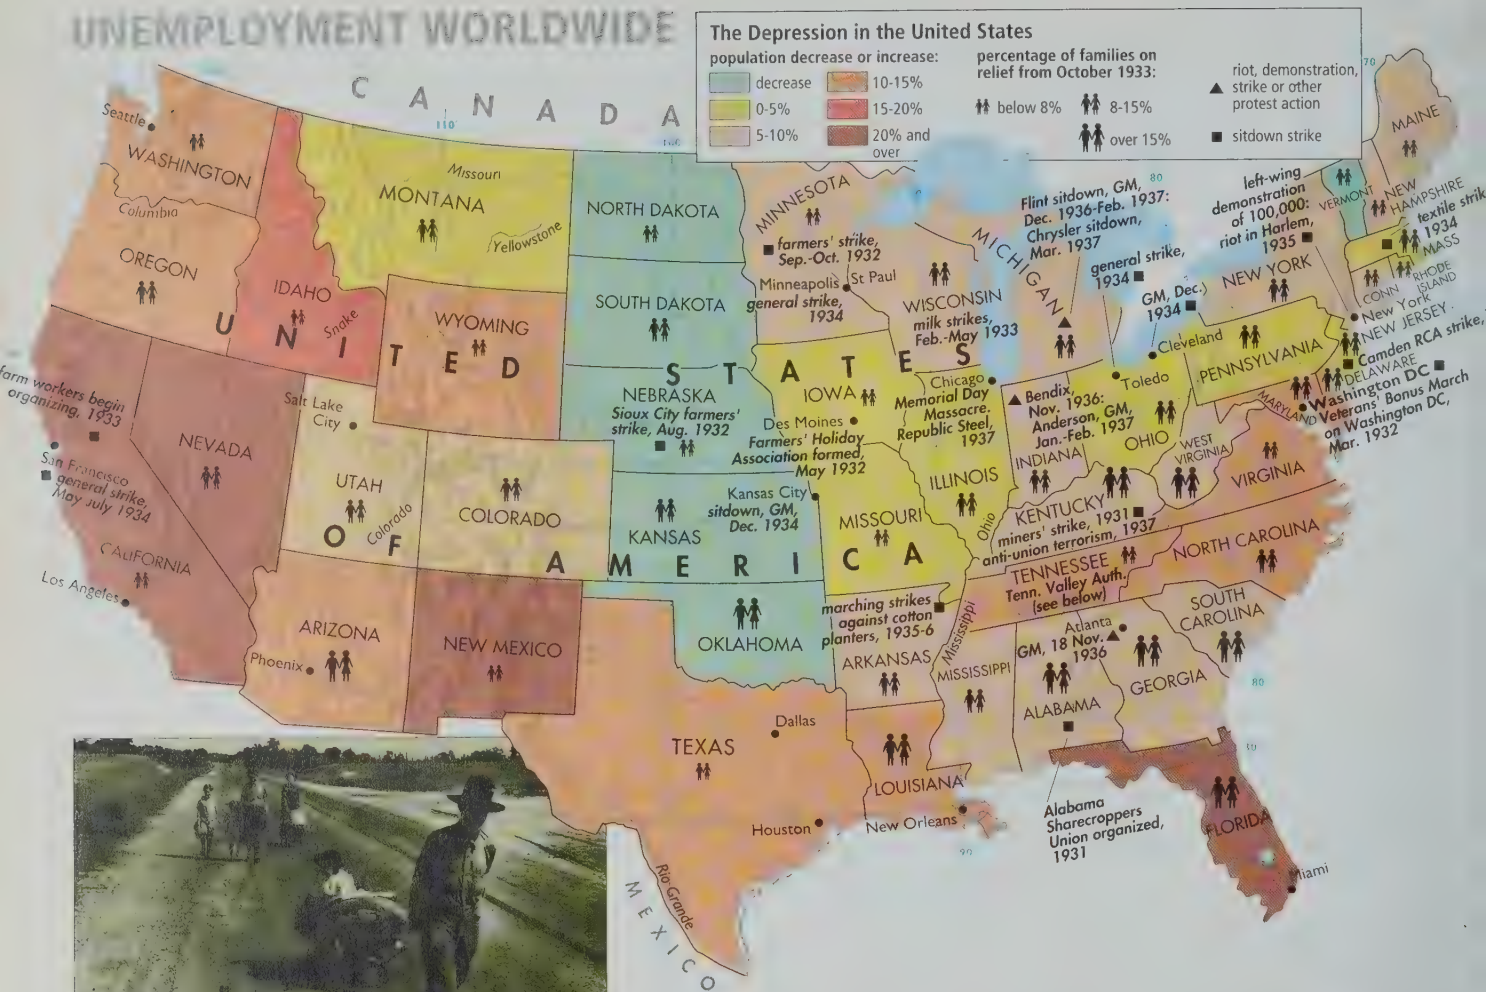 UNEMPLOYMENT WORLDWIDE
The Depression in the United States
population decrease or increase:
decrease
0-5%
5-10%
10-15%
15-20%
20% and
over
percentage of families on
relief from October 1933:
below 8%
8-15%
over 15%
riot, demonstration,
strike or other
protest action
sitdown strike
CANADA
110
80
70
UNITED STATES
OF AMERICA
Seattle
WASHINGTON
Columbia
OREGON
IDAHO
Snake
MONTANA
Missouri
Yellowstone
WYOMING
NORTH DAKOTA
SOUTH DAKOTA
NEBRASKA
Sioux City farmers'
strike, Aug. 1932
MINNESOTA
farmers' strike,
Sep.-Oct. 1932
Minneapolis
St Paul
general strike,
1934
WISCONSIN
milk strikes,
Feb.-May 1933
MICHIGAN
Flint sitdown, GM,
Dec. 1936-Feb. 1937:
Chrysler sitdown,
Mar. 1937
general strike,
1934
GM, Dec.)
1934
left-wing
demonstration
of 100,000:
riot in Harlem,
1935
NEW YORK
VERMONT
NEW
HAMPSHIRE
MAINE
textile strik
1934
MASS
RHODE
ISLAND
CONN
New York
NEW JERSEY
Camden RCA strike,
DELAWARE
Washington DC
Veterans' Bonus March
on Washington DC,
Mar. 1932
MARYLAND
PENNSYLVANIA
Cleveland
Toledo
OHIO
Bendix,
Nov. 1936:
Anderson, GM,
Jan.-Feb. 1937
INDIANA
Chicago
Memorial Day
Massacre.
Republic Steel,
1937
ILLINOIS
IOWA
Des Moines
Farmers' Holiday
Association formed,
May 1932
farm workers begin
organizing, 1933
San Francisco
general strike,
May July 1934
CALIFORNIA
Los Angeles
NEVADA
Salt Lake
City
UTAH
Colorado
COLORADO
KANSAS
Kansas City
sitdown, GM,
Dec. 1934
MISSOURI
Ohio
KENTUCKY
miners' strike, 1931
anti-union terrorism, 1937
WEST
VIRGINIA
VIRGINIA
TENNESSEE
Tenn. Valley Auth.
(see below)
NORTH CAROLINA
SOUTH
CAROLINA
ARIZONA
Phoenix
NEW MEXICO
OKLAHOMA
marching strikes
against cotton
planters, 1935-6
ARKANSAS
Mississippi
MISSISSIPPI
Atlanta
GM, 18 Nov.
1936
ALABAMA
GEORGIA
80
TEXAS
Dallas
Houston
LOUISIANA
New Orleans
90
Alabama
Sharecroppers
Union organized,
1931
FLORIDA
Miami
Rio Grande
MEXICO